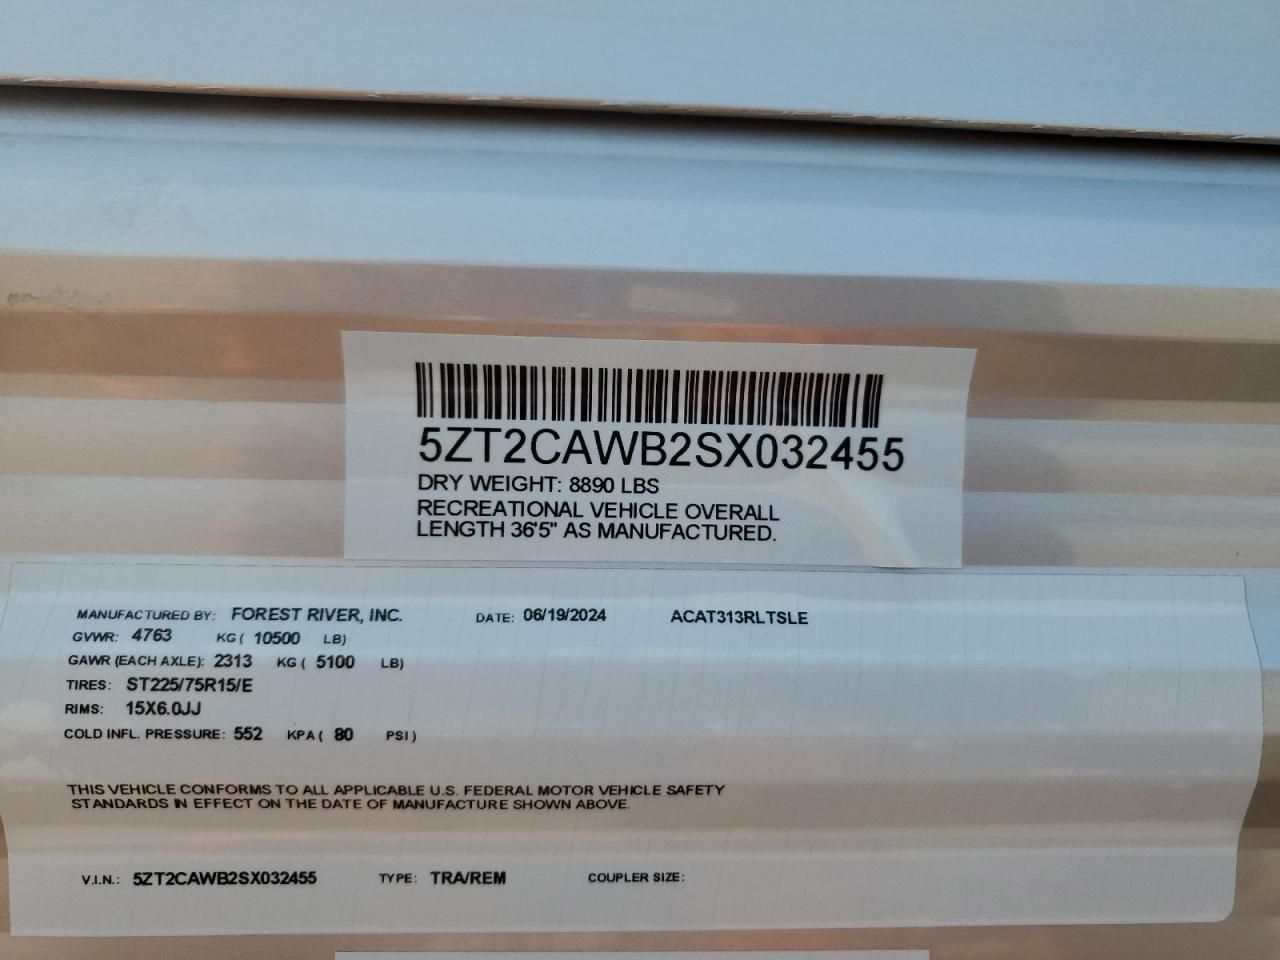 5ZT2CAWB2SX032455
DRY WEIGHT: 8890 LBS
RECREATIONAL VEHICLE OVERALL
LENGTH 36'5" AS MANUFACTURED.
MANUFACTURED BY: FOREST RIVER, INC. DATE: 06/19/2024 ACAT313RLTSLE
GVWR: 4763 KG ( 10500 LB)
GAWR (EACH AXLE): 2313 KG ( 5100 LB)
TIRES: ST225/75R15/E
RIMS: 15X6.0JJ
COLD INFL. PRESSURE: 552 KPA ( 80 PSI )
THIS VEHICLE CONFORMS TO ALL APPLICABLE U.S. FEDERAL MOTOR VEHICLE SAFETY
STANDARDS IN EFFECT ON THE DATE OF MANUFACTURE SHOWN ABOVE.
V.I.N.: 5ZT2CAWB2SX032455 TYPE: TRA/REM COUPLER SIZE: